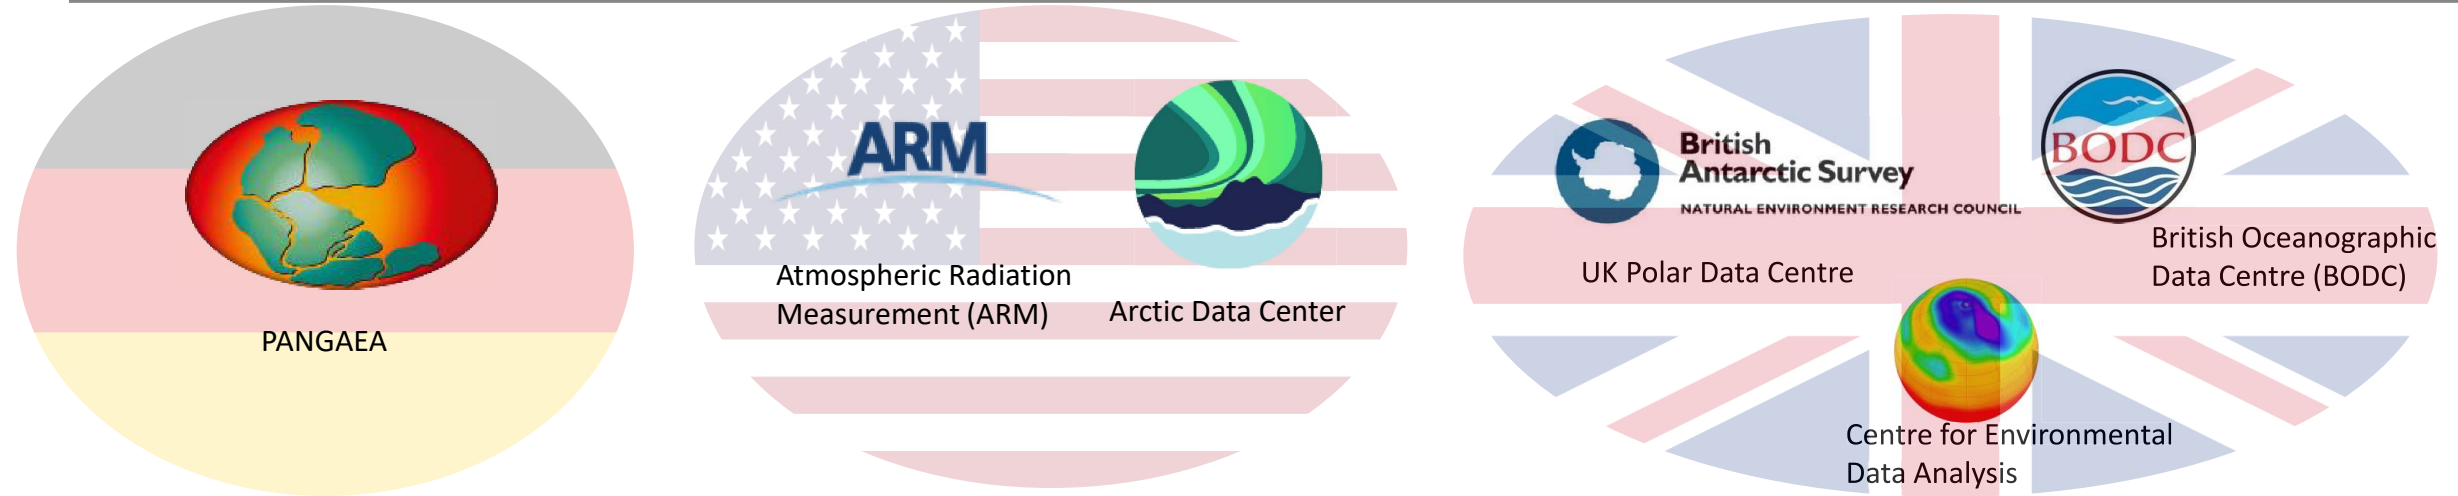 PANGAEA
ARM
Atmospheric Radiation
Measurement (ARM)
Arctic Data Center
British
Antarctic Survey
NATURAL ENVIRONMENT RESEARCH COUNCIL
UK Polar Data Centre
BODC
British Oceanographic
Data Centre (BODC)
Centre for Environmental
Data Analysis